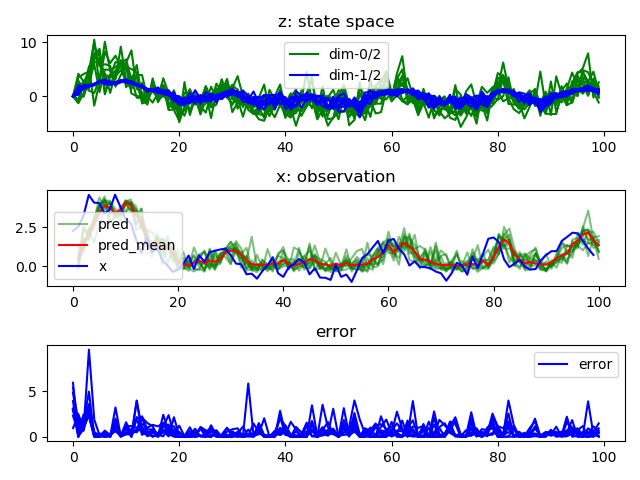 z: state space
10
0
dim-0/2
dim-1/2
0 20 40 60 80 100
x: observation
2.5
0.0
pred
pred_mean
x
0 20 40 60 80 100
error
5
0
error
0 20 40 60 80 100